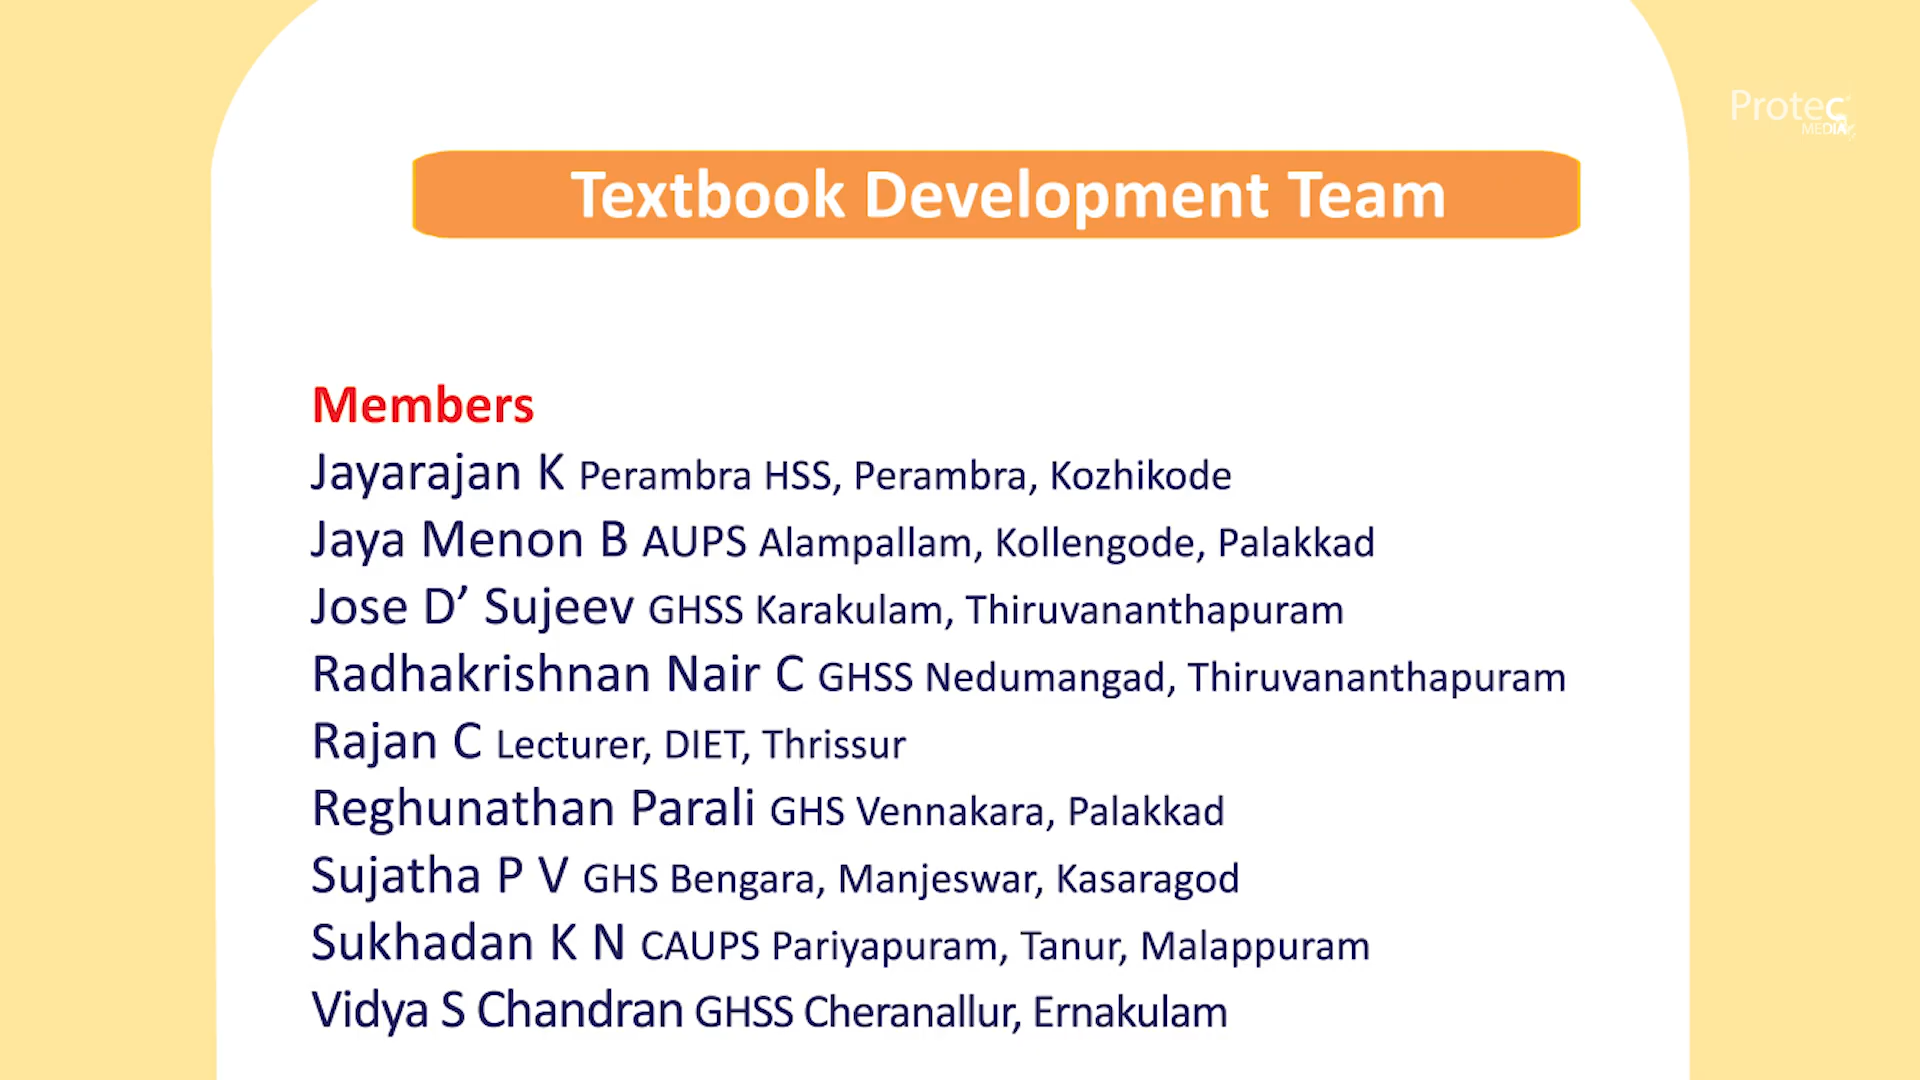 Protec
MEDIA
Textbook Development Team
Members
Jayarajan K Perambra HSS, Perambra, Kozhikode
Jaya Menon B AUPS Alampallam, Kollengode, Palakkad
Jose D’ Sujeev GHSS Karakulam, Thiruvananthapuram
Radhakrishnan Nair C GHSS Nedumangad, Thiruvananthapuram
Rajan C Lecturer, DIET, Thrissur
Reghunathan Parali GHS Vennakara, Palakkad
Sujatha P V GHS Bengara, Manjeswar, Kasaragod
Sukhadan K N CAUPS Pariyapuram, Tanur, Malappuram
Vidya S Chandran GHSS Cheranallur, Ernakulam